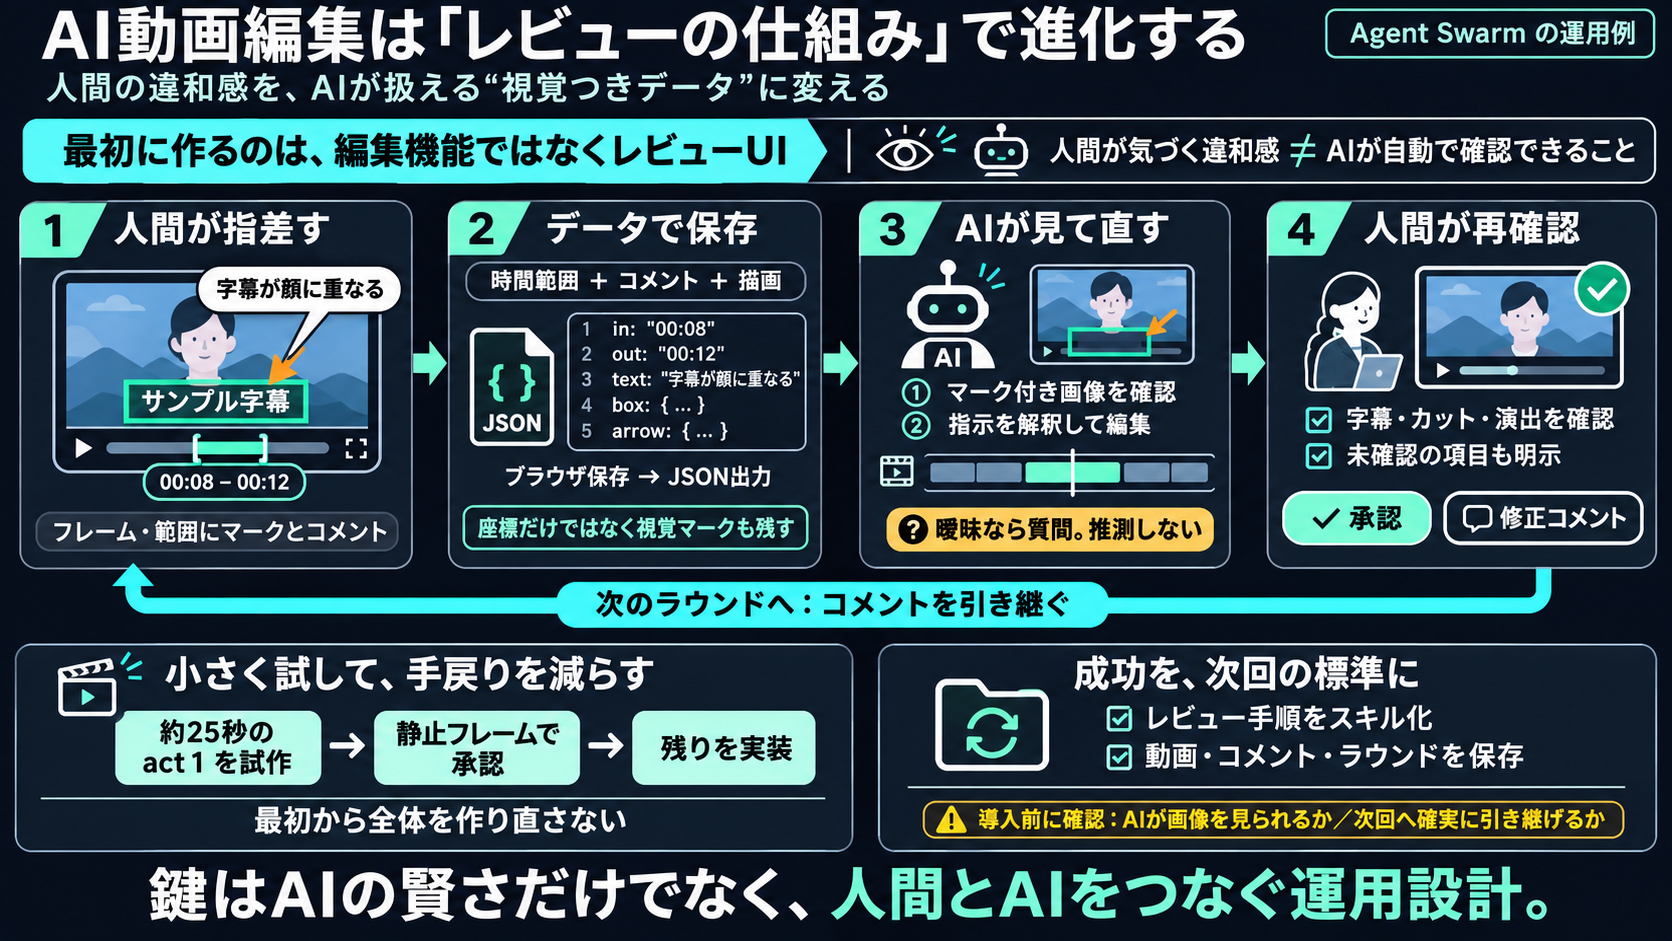 AI動画編集は「レビューの仕組み」で進化する
Agent Swarm の運用例
人間の違和感を、AIが扱える“視覚つきデータ”に変える
最初に作るのは、編集機能ではなくレビューUI
人間が気づく違和感 ≠ AIが自動で確認できること
1 人間が指差す
字幕が顔に重なる
サンプル字幕
00:08 – 00:12
フレーム・範囲にマークとコメント
2 データで保存
時間範囲 ＋ コメント ＋ 描画
{ }
JSON
1 in: "00:08"
2 out: "00:12"
3 text: "字幕が顔に重なる"
4 box: { ... }
5 arrow: { ... }
ブラウザ保存 → JSON出力
座標だけではなく視覚マークも残す
3 AIが見て直す
AI
① マーク付き画像を確認
② 指示を解釈して編集
? 曖昧なら質問。推測しない
4 人間が再確認
字幕・カット・演出を確認
未確認の項目も明示
承認
修正コメント
次のラウンドへ：コメントを引き継ぐ
小さく試して、手戻りを減らす
約25秒の
act 1 を試作
→
静止フレームで
承認
→
残りを実装
最初から全体を作り直さない
成功を、次回の標準に
レビュー手順をスキル化
動画・コメント・ラウンドを保存
導入前に確認：AIが画像を見られるか／次回へ確実に引き継げるか
鍵はAIの賢さだけでなく、人間とAIをつなぐ運用設計。